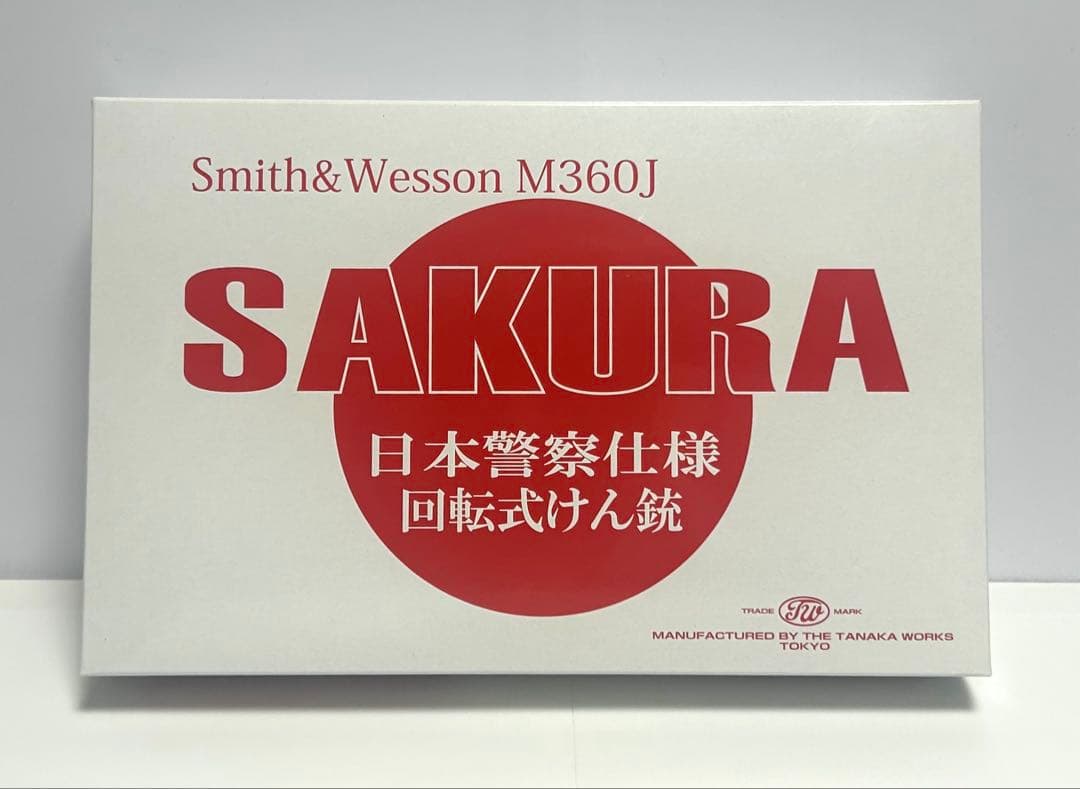 Smith&Wesson M360J
SAKURA
日本警察仕様
回転式けん銃
TRADE TW MARK
MANUFACTURED BY THE TANAKA WORKS
TOKYO